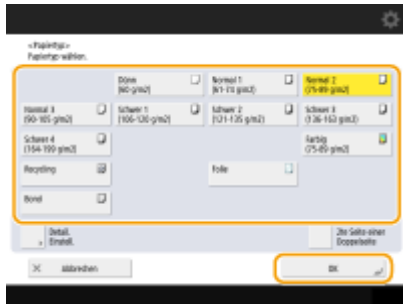 <Papiertyp>
Papiertyp wählen.
Dünn
(60 g/m2)
Normal 1
(61-74 g/m2)
Normal 2
(75-89 g/m2)
Normal 3
(90-105 g/m2)
Schwer 1
(106-120 g/m2)
Schwer 2
(121-135 g/m2)
Schwer 3
(136-163 g/m2)
Schwer 4
(164-199 g/m2)
Farbig
(75-89 g/m2)
Recycling
Folie
Bond
Detail.
Einstell.
2te Seite einer
Doppelseite
Abbrechen
OK